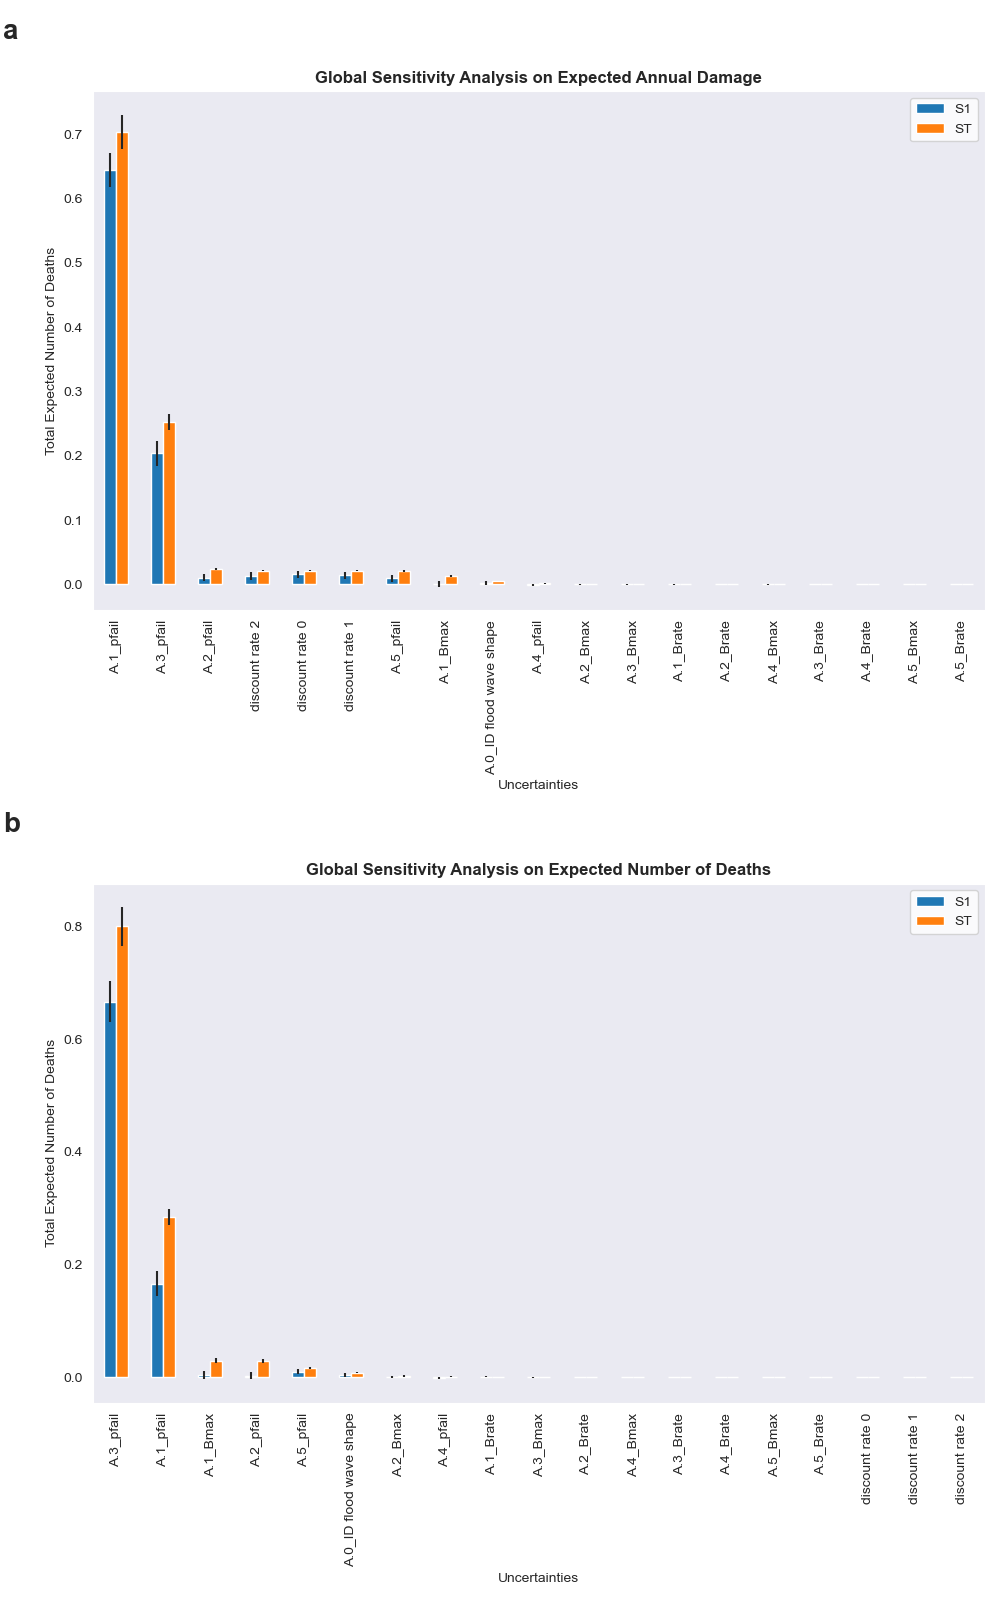 a
Global Sensitivity Analysis on Expected Annual Damage
S1
ST
Total Expected Number of Deaths
0.7
0.6
0.5
0.4
0.3
0.2
0.1
0.0
A.1_pfail
A.3_pfail
A.2_pfail
discount rate 2
discount rate 0
discount rate 1
A.5_pfail
A.1_Bmax
A.0_ID flood wave shape
A.4_pfail
A.2_Bmax
A.3_Bmax
A.1_Brate
A.2_Brate
A.4_Bmax
A.3_Brate
A.4_Brate
A.5_Bmax
A.5_Brate
Uncertainties
b
Global Sensitivity Analysis on Expected Number of Deaths
S1
ST
Total Expected Number of Deaths
0.8
0.6
0.4
0.2
0.0
A.3_pfail
A.1_pfail
A.1_Bmax
A.2_pfail
A.5_pfail
A.0_ID flood wave shape
A.2_Bmax
A.4_pfail
A.1_Brate
A.3_Bmax
A.2_Brate
A.4_Bmax
A.3_Brate
A.4_Brate
A.5_Bmax
A.5_Brate
discount rate 0
discount rate 1
discount rate 2
Uncertainties